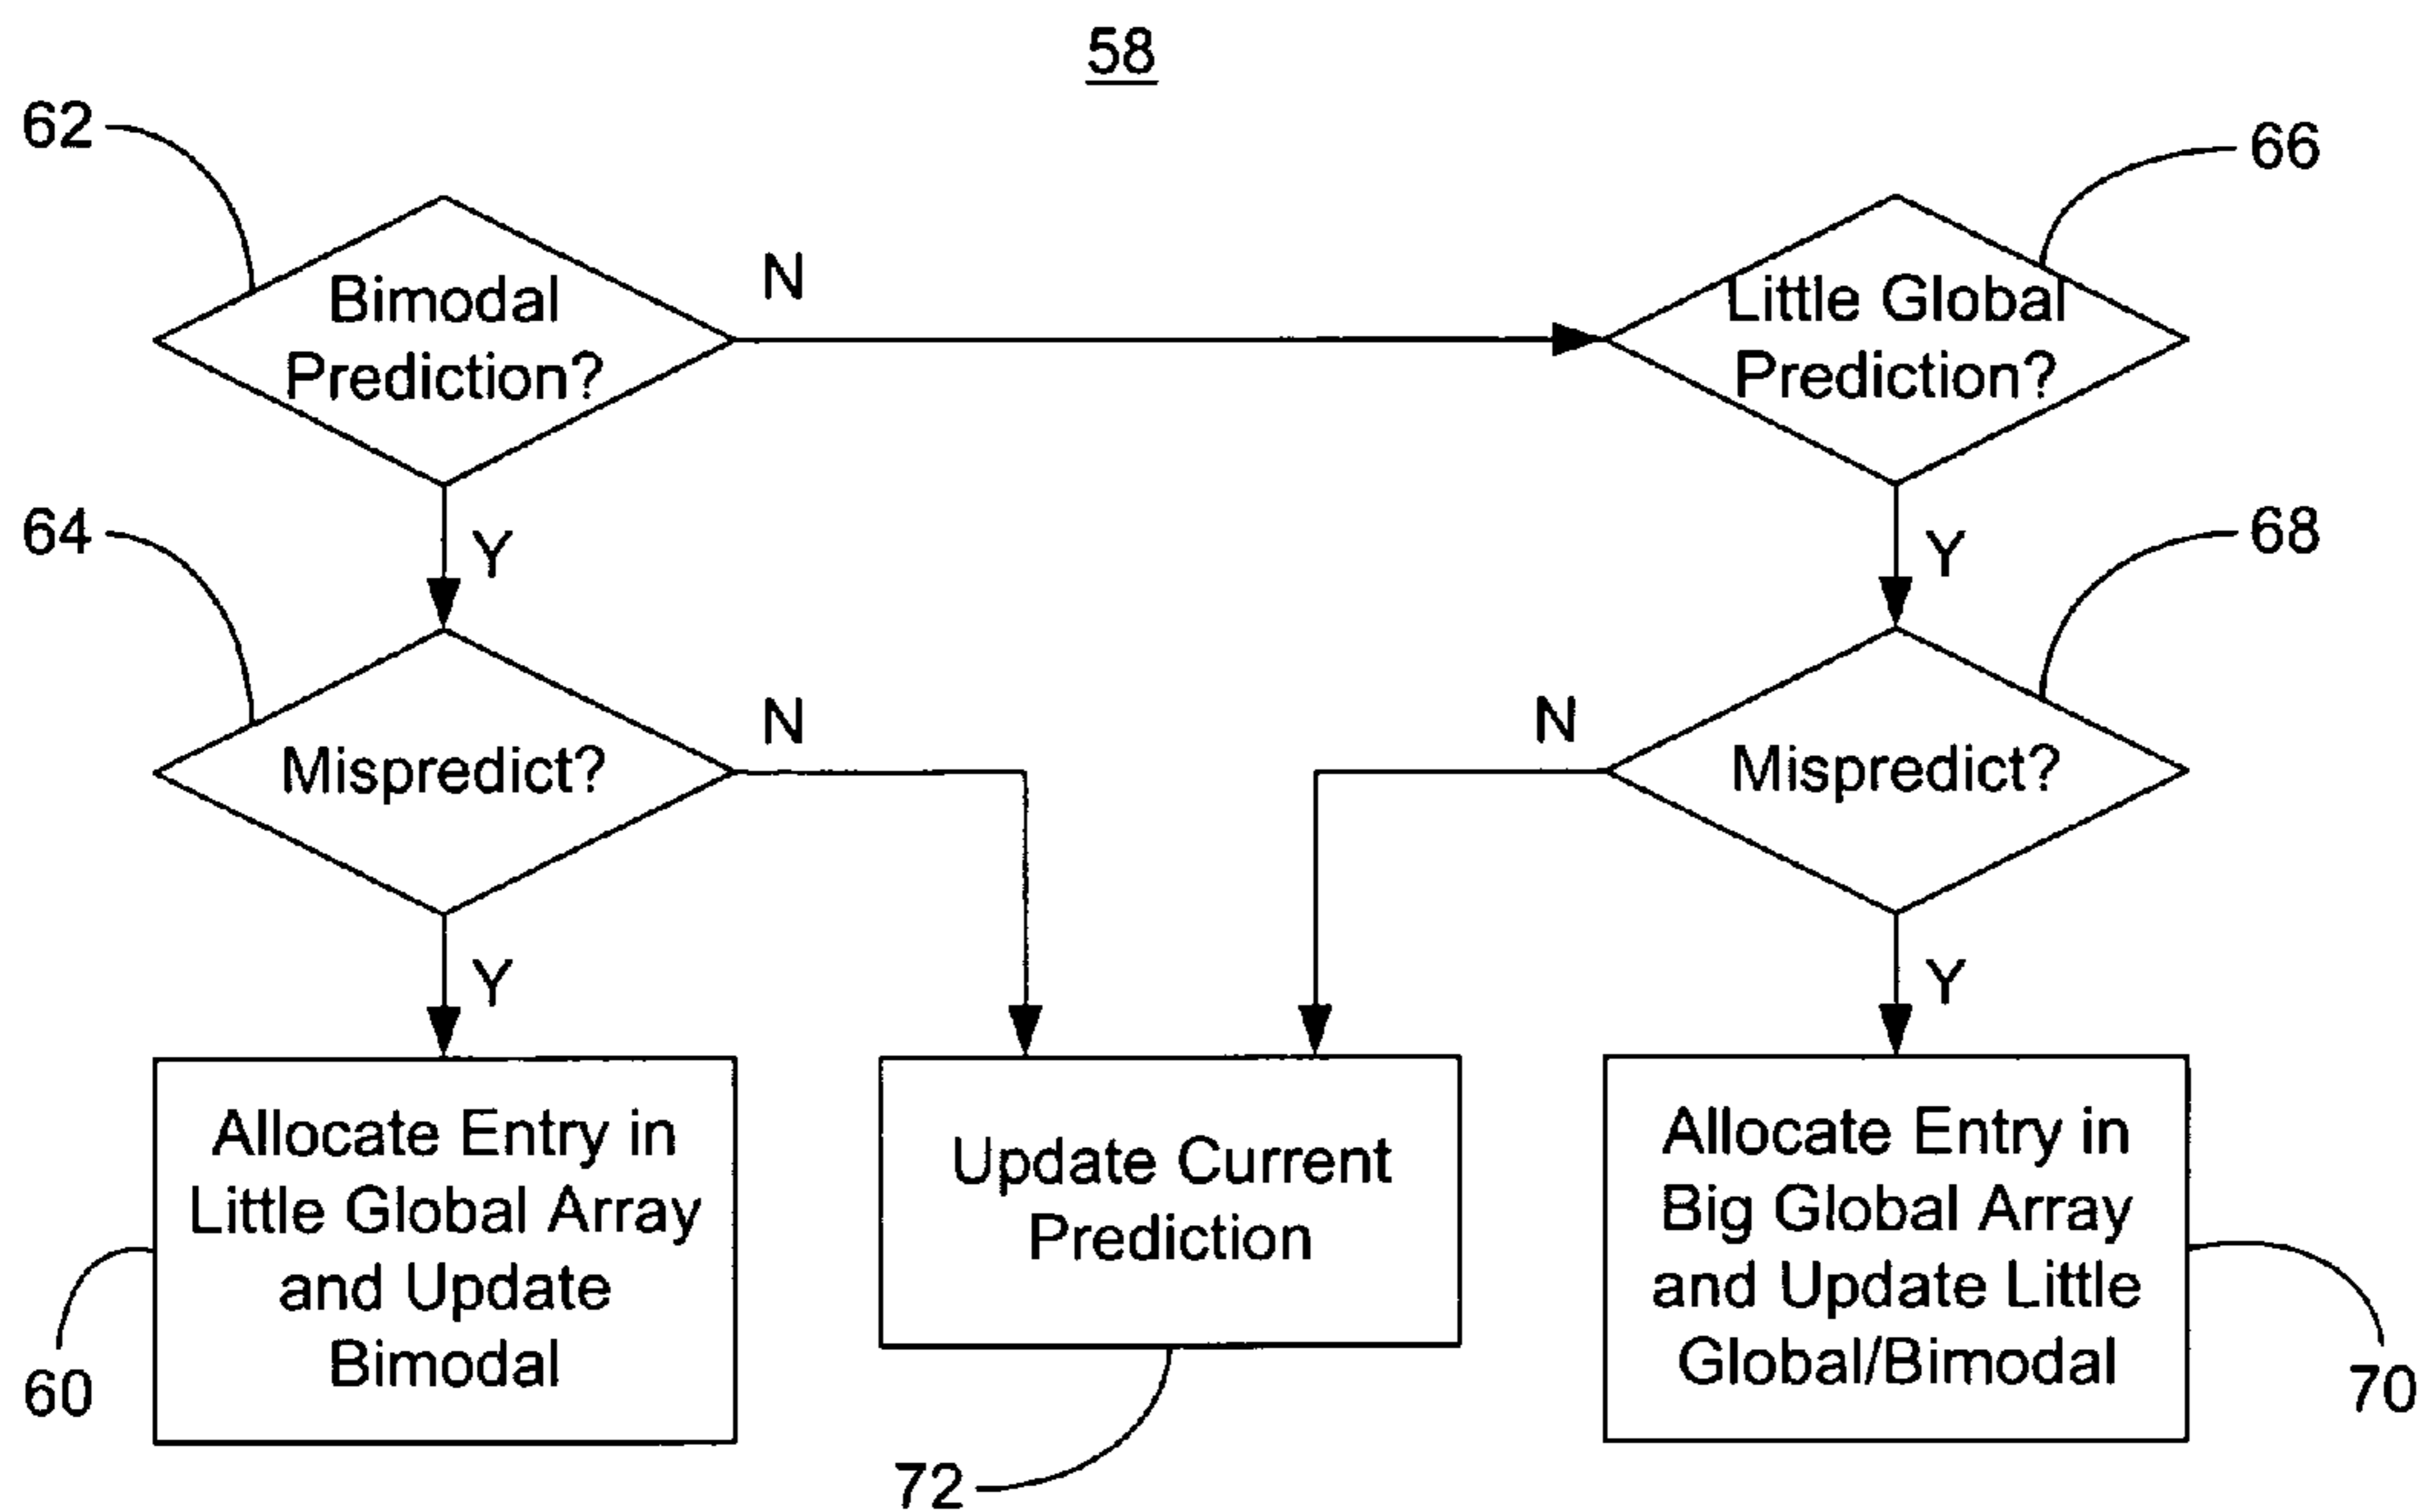 58
62
66
Bimodal
Prediction?
N
Little Global
Prediction?
64
Y
68
Y
Mispredict?
N
N
Mispredict?
Y
Y
Allocate Entry in
Little Global Array
and Update
Bimodal
Update Current
Prediction
Allocate Entry in
Big Global Array
and Update Little
Global/Bimodal
60
72
70